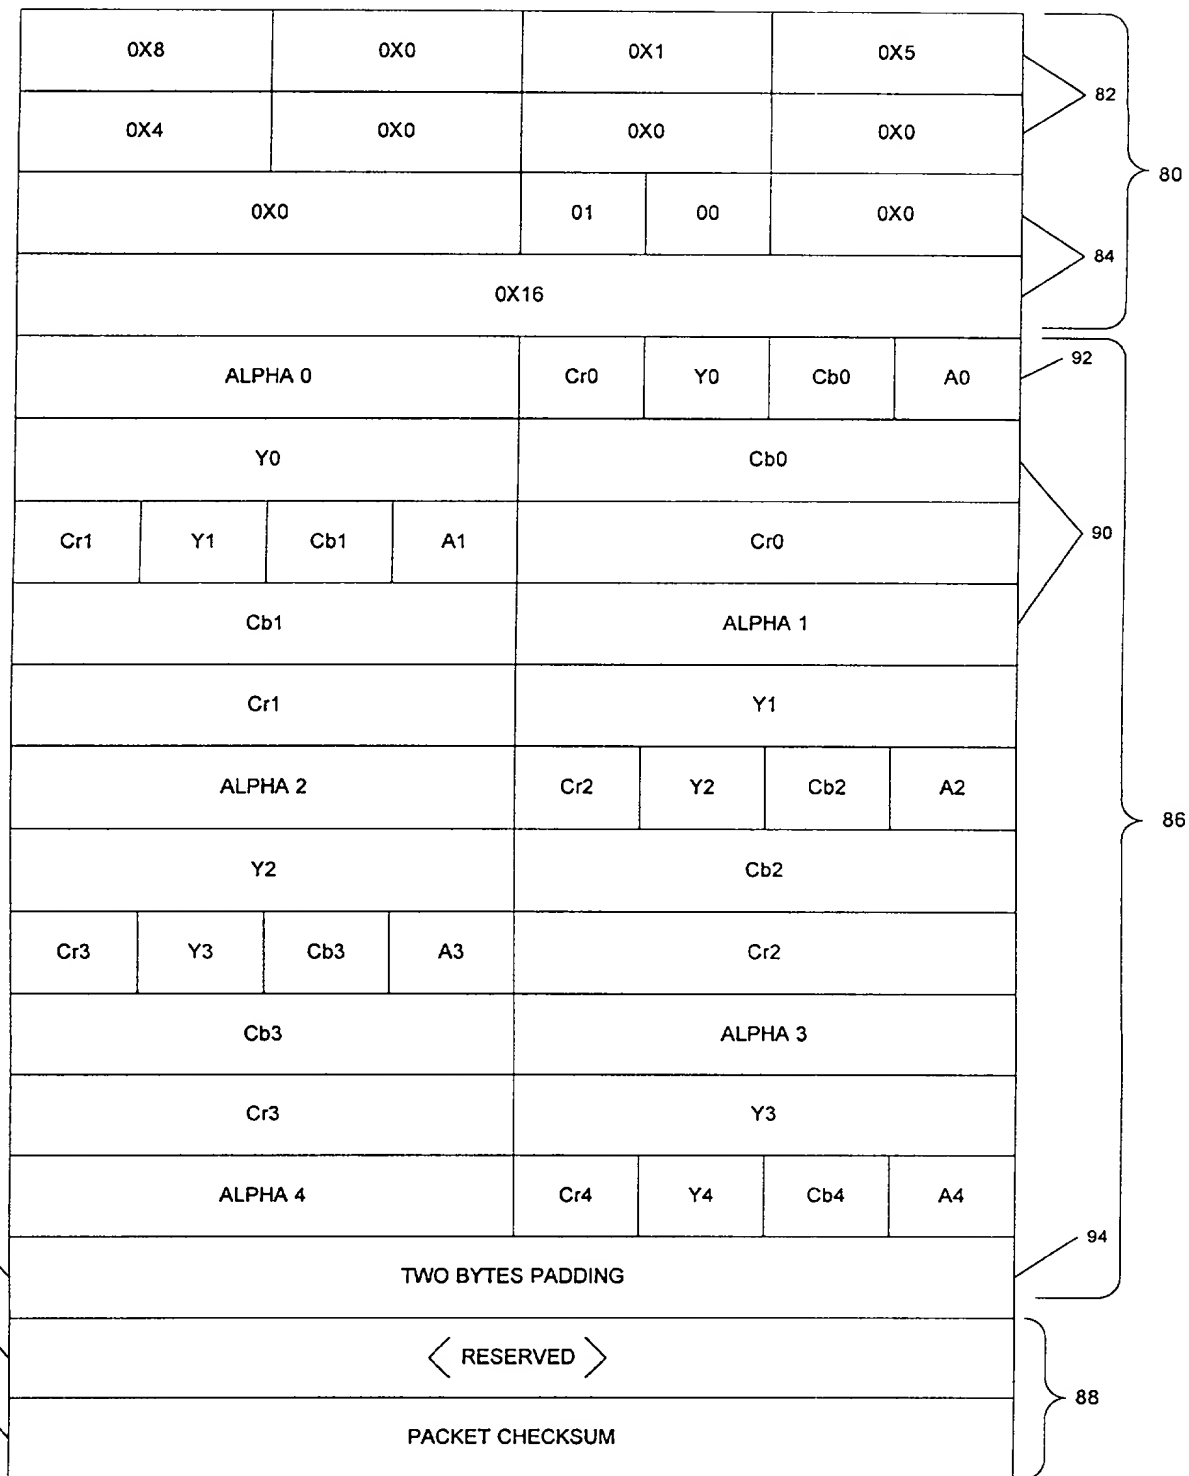 0X8 0X0 0X1 0X5
82
0X4 0X0 0X0 0X0
80
0X0 01 00 0X0
84
0X16
ALPHA 0 Cr0 Y0 Cb0 A0
92
Y0 Cb0
Cr1 Y1 Cb1 A1 Cr0
90
Cb1 ALPHA 1
Cr1 Y1
ALPHA 2 Cr2 Y2 Cb2 A2
86
Y2 Cb2
Cr3 Y3 Cb3 A3 Cr2
Cb3 ALPHA 3
Cr3 Y3
ALPHA 4 Cr4 Y4 Cb4 A4
94
TWO BYTES PADDING
< RESERVED >
88
PACKET CHECKSUM